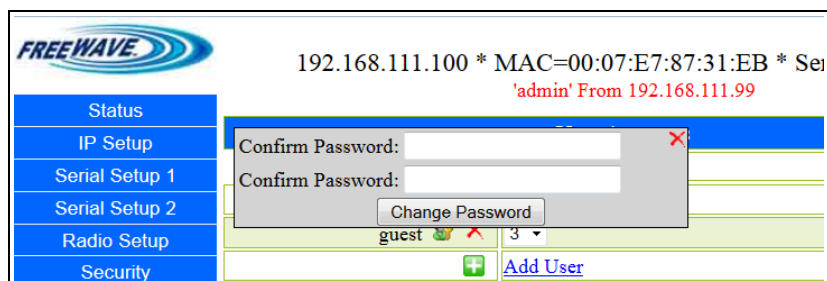 FREEWAVE
192.168.111.100 * MAC=00:07:E7:87:31:EB * Ser
'admin' From 192.168.111.99
Status
IP Setup
Serial Setup 1
Serial Setup 2
Radio Setup
Security
Confirm Password:
Confirm Password:
Change Password
guest
3
Add User